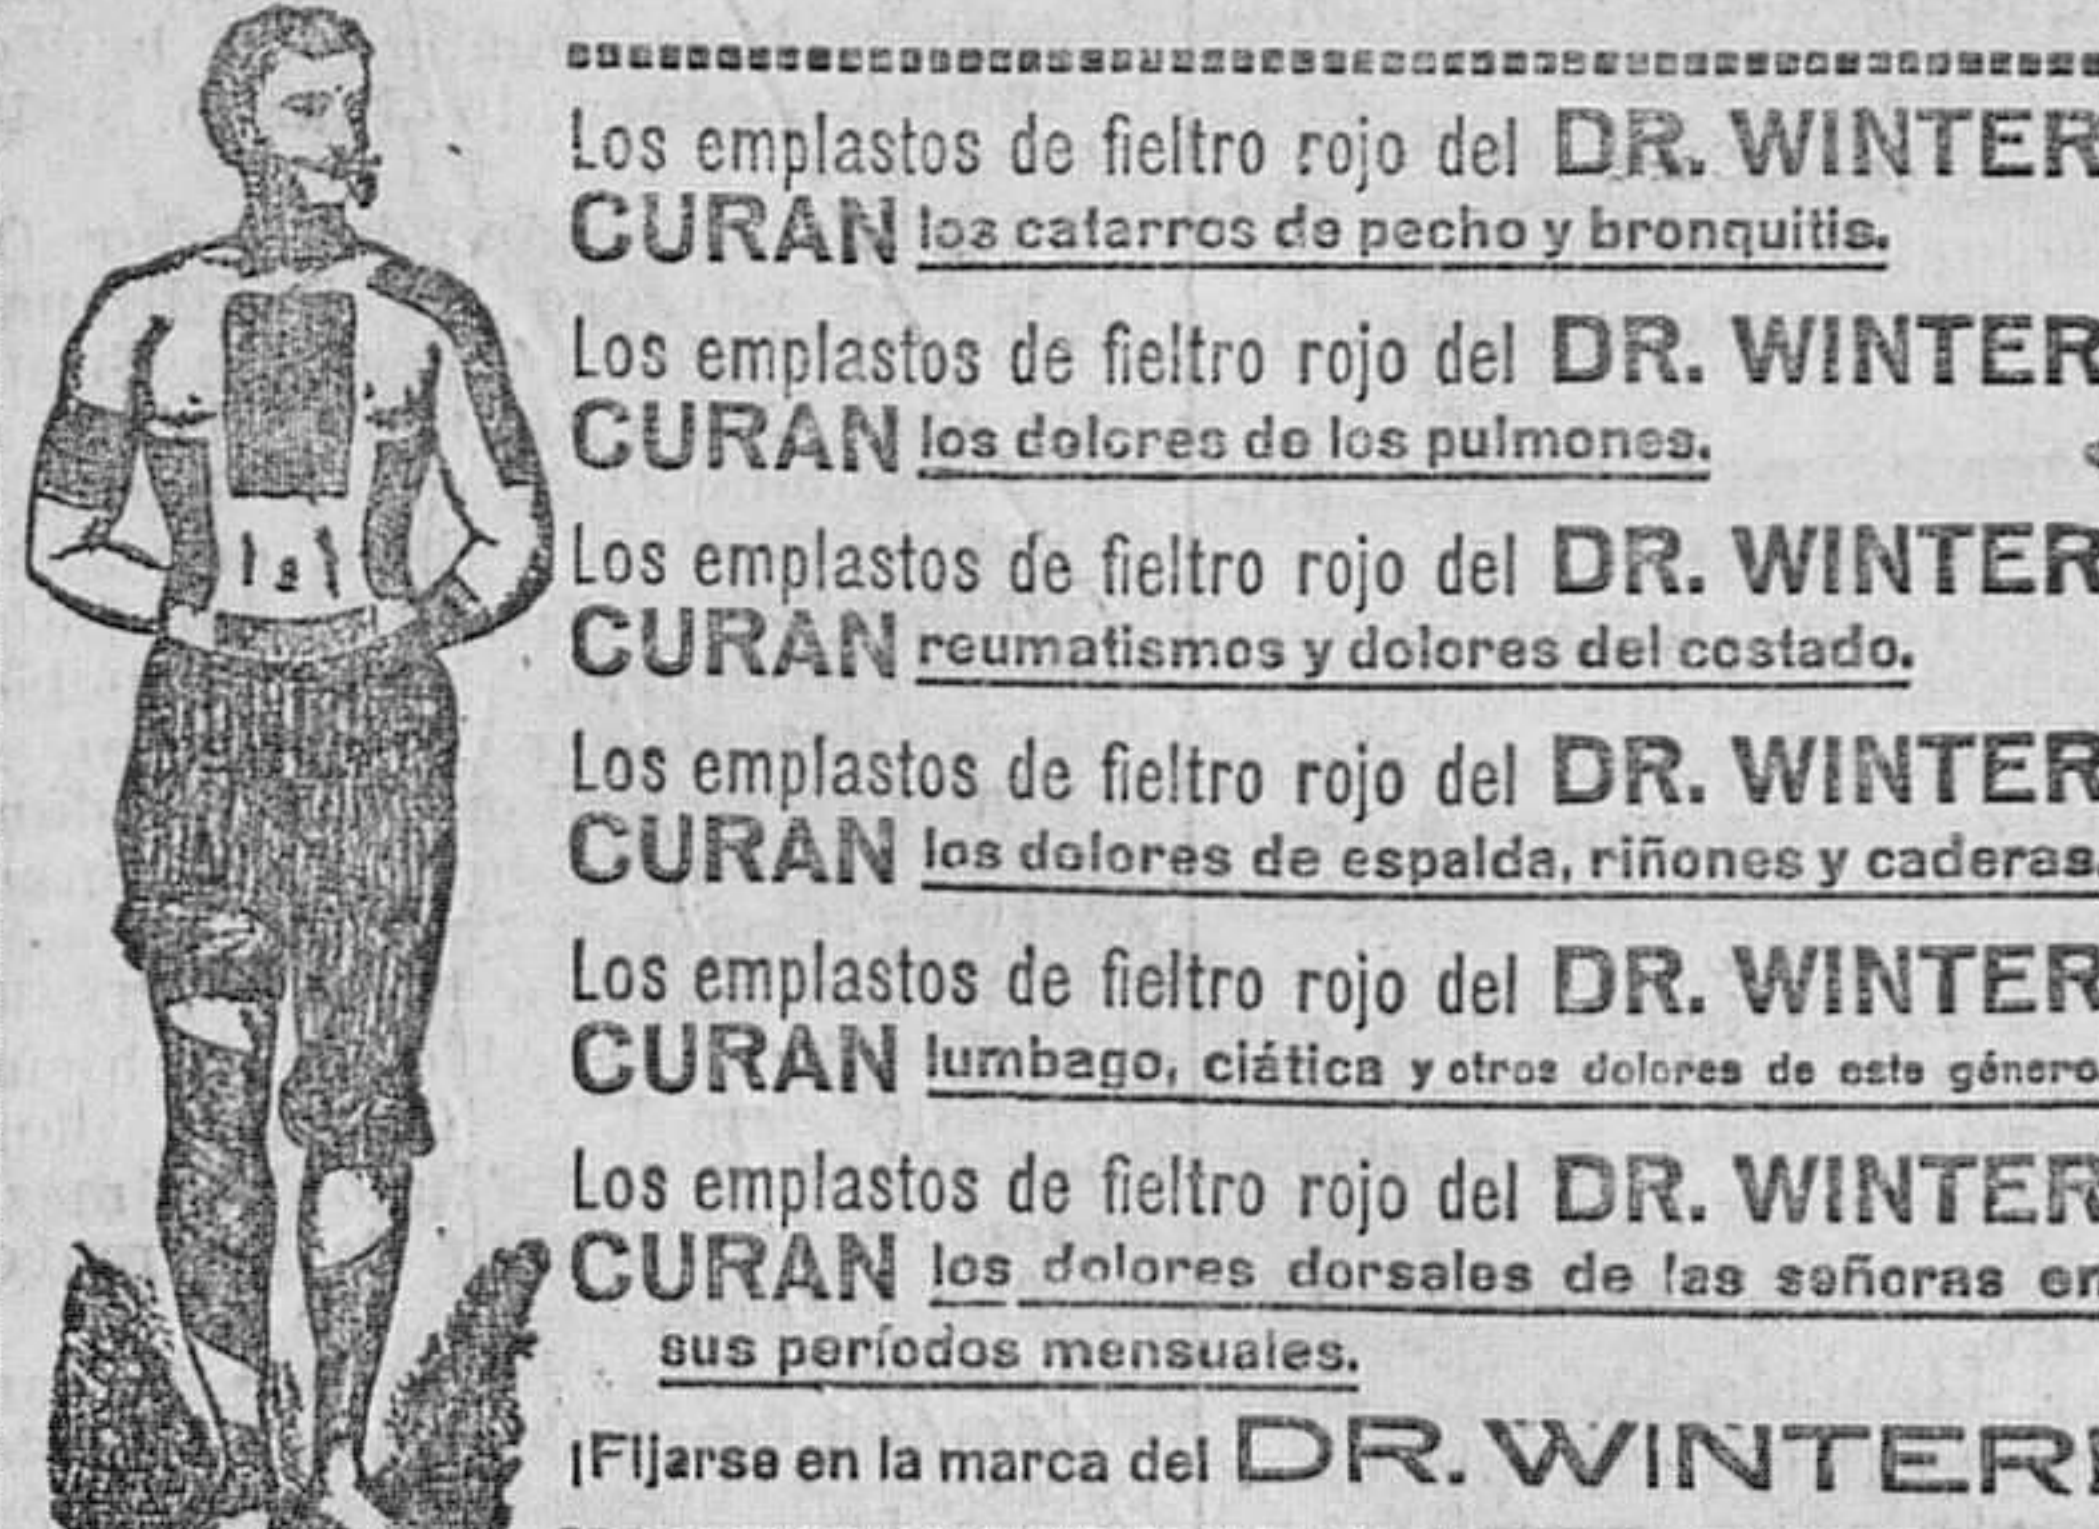 Los emplastos de fieltro rojo del DR. WINTER
CURAN los catarros de pecho y bronquitis.
Los emplastos de fieltro rojo del DR. WINTER
CURAN los dolores de los pulmones.
Los emplastos de fieltro rojo del DR. WINTER
CURAN reumatismos y dolores del costado.
Los emplastos de fieltro rojo del DR. WINTER
CURAN los dolores de espalda, riñones y caderas.
Los emplastos de fieltro rojo del DR. WINTER
CURAN lumbago, ciática y otros dolores de este género
Los emplastos de fieltro rojo del DR. WINTER
CURAN los dolores dorsales de las señoras en
sus períodos mensuales.
¡Fijarse en la marca del DR. WINTER!